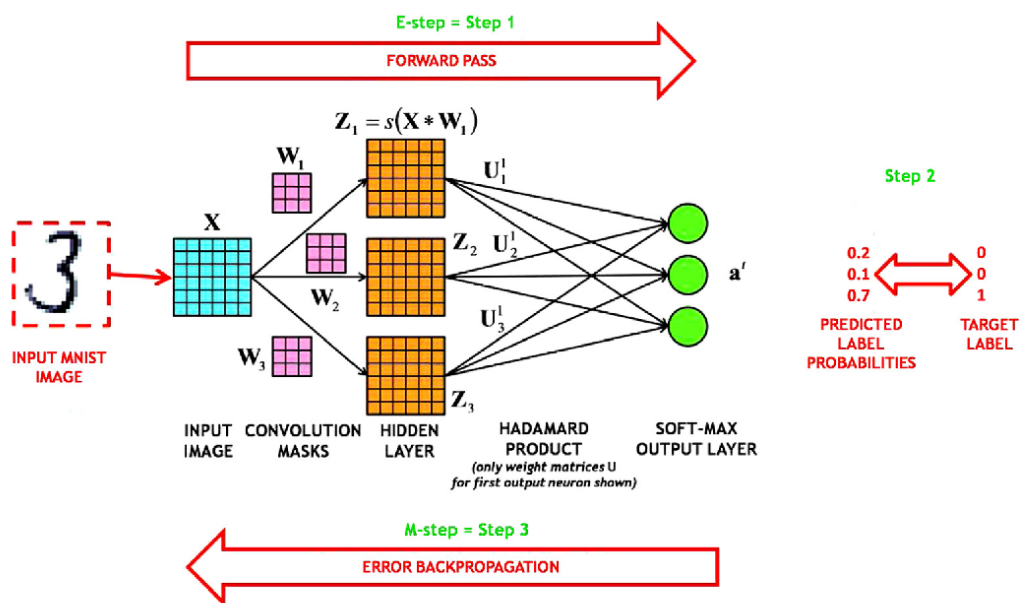 E-step = Step 1
FORWARD PASS
Z₁ = s(X * W₁)
W₁
U₁¹
Step 2
X
3
Z₂
U₂¹
aᵗ
W₂
0.2 0
0.1 0
0.7 1
U₃¹
W₃
Z₃
INPUT MNIST
IMAGE
PREDICTED
LABEL
PROBABILITIES
TARGET
LABEL
INPUT
IMAGE
CONVOLUTION
MASKS
HIDDEN
LAYER
HADAMARD
PRODUCT
(only weight matrices U
for first output neuron shown)
SOFT-MAX
OUTPUT LAYER
M-step = Step 3
ERROR BACKPROPAGATION